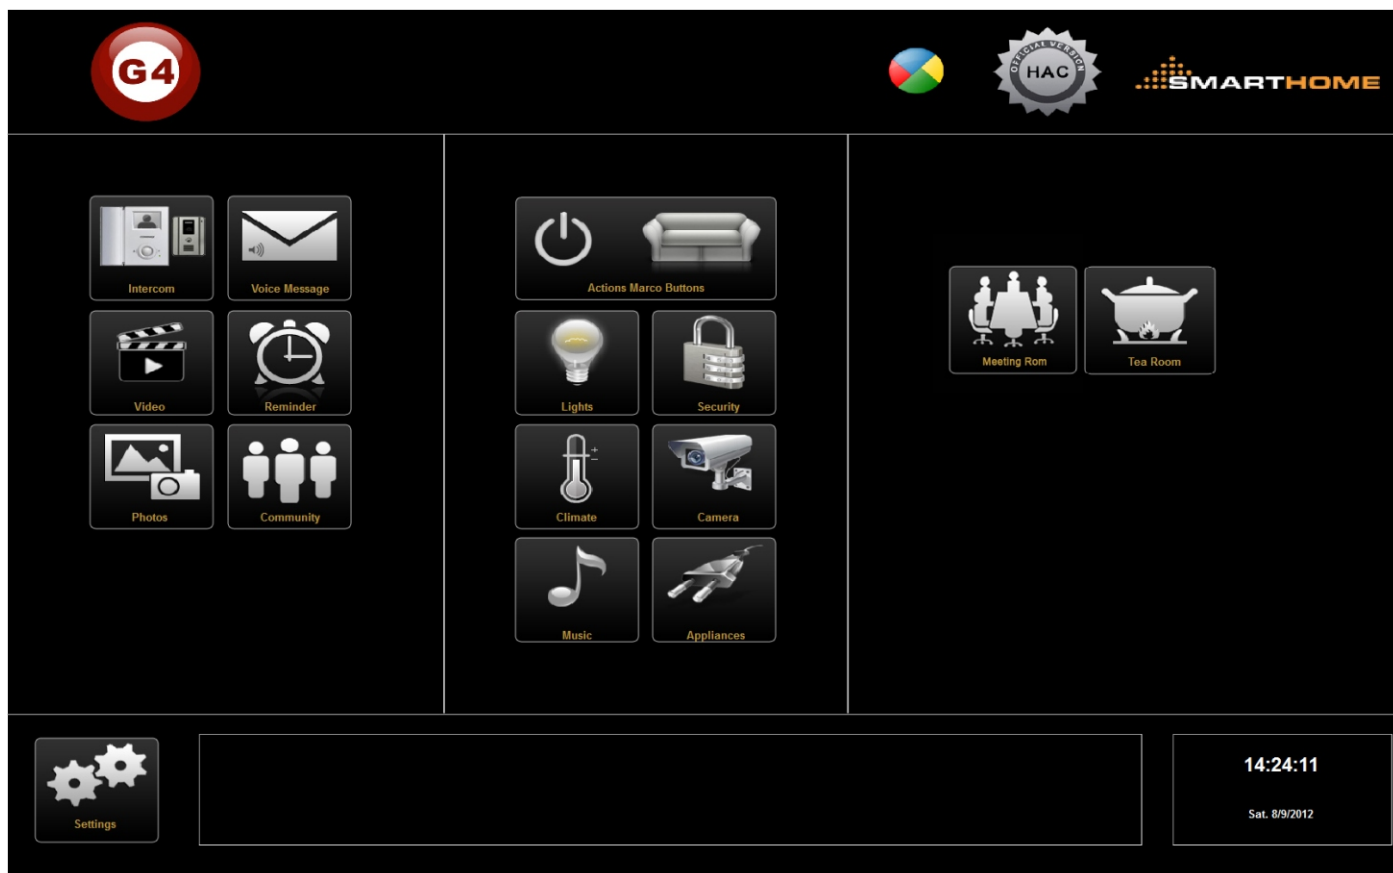 G4
OFFICIAL VERSION
HAC
SMARTHOME
Intercom
Voice Message
Video
Reminder
Photos
Community
Actions Marco Buttons
Lights
Security
Climate
Camera
Music
Appliances
Meeting Rom
Tea Room
Settings
14:24:11
Sat. 8/9/2012